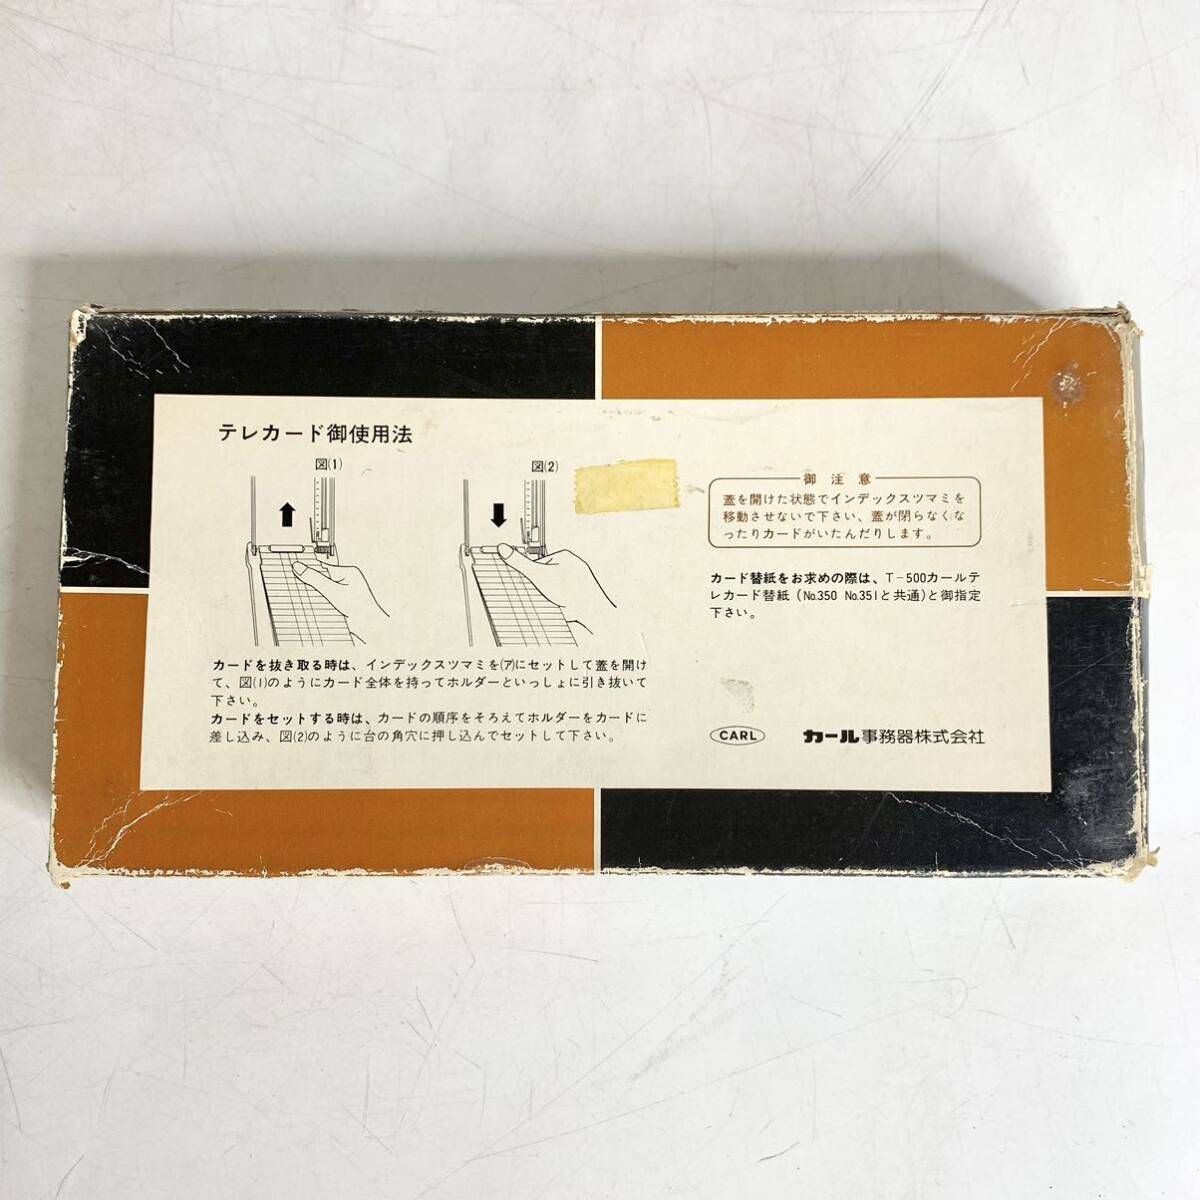 テレカード御使用法
図(1)
図(2)
カードを抜き取る時は、インデックスツマミを(ア)にセットして蓋を開け
て、図(1)のようにカード全体を持ってホルダーといっしょに引き抜いて
下さい。
カードをセットする時は、カードの順序をそろえてホルダーをカードに
差し込み、図(2)のように台の角穴に押し込んでセットして下さい。
御注意
蓋を開けた状態でインデックスツマミを
移動させないで下さい、蓋が閉らなくな
ったりカードがいたんだりします。
カード替紙をお求めの際は、T-500カールテ
レカード替紙（No.350 No.351と共通）と御指定
下さい。
CARL カール事務器株式会社